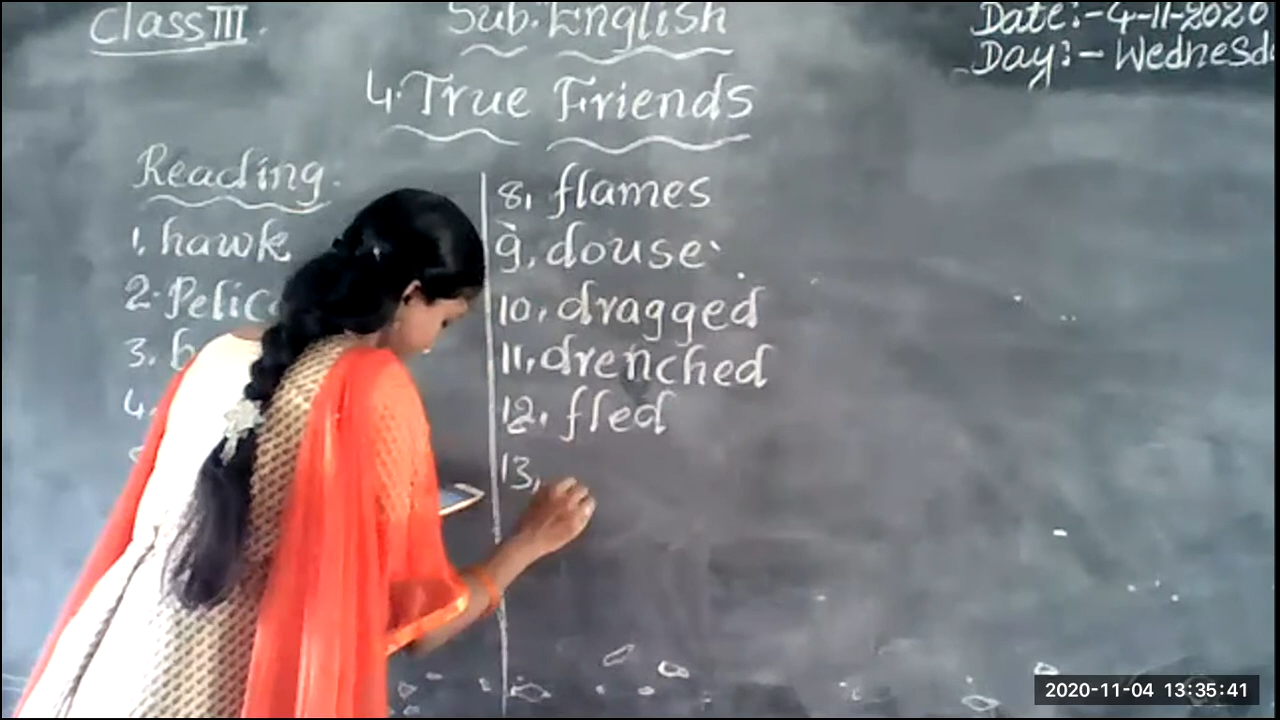 Class III.
Sub:English
Date:-4-11-2020
Day:- Wednesd
4. True Friends
Reading.
1. hawk
2. Pelic
3. b
4.
8, flames
9, douse
10, dragged
11, drenched
12, fled
13,
2020-11-04 13:35:41